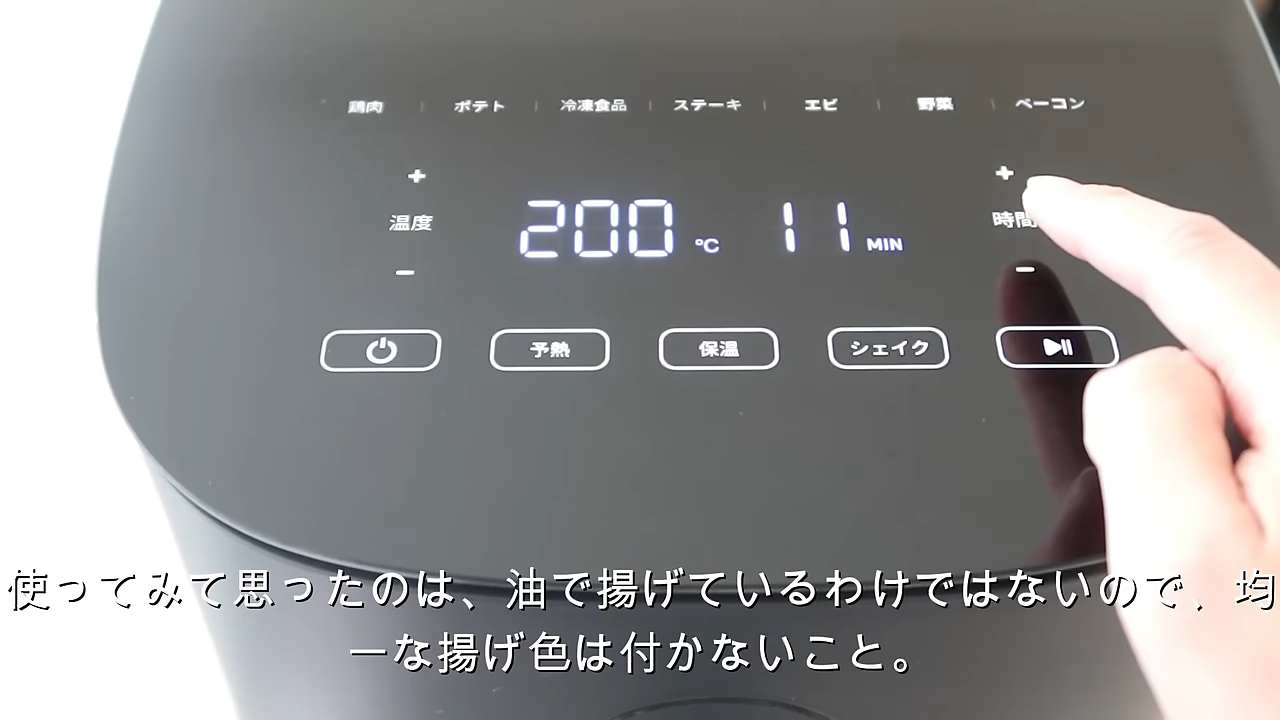 鶏肉 ポテト 冷凍食品 ステーキ エビ 野菜 ベーコン
+ +
温度 200 °C 11 MIN 時間
− −
予熱 保温 シェイク
使ってみて思ったのは、油で揚げているわけではないので、均
一な揚げ色は付かないこと。